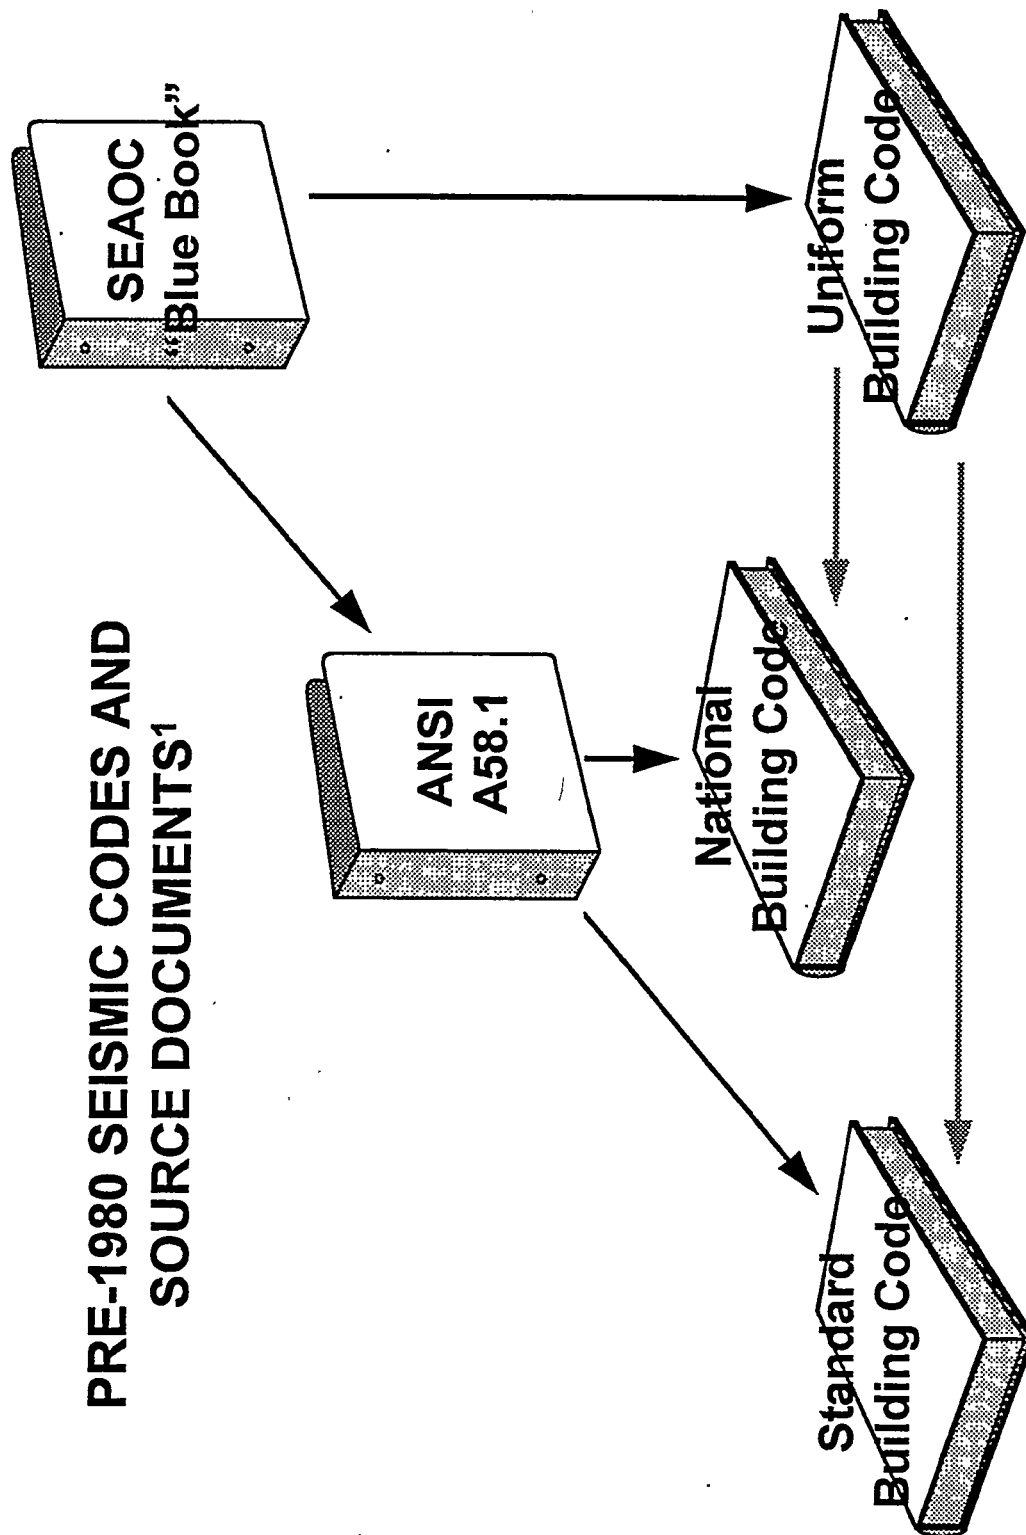 PRE-1980 SEISMIC CODES AND
SOURCE DOCUMENTS¹
SEAOC
“Blue Book”
ANSI
A58.1
Standard
Building Code
National
Building Code
Uniform
Building Code